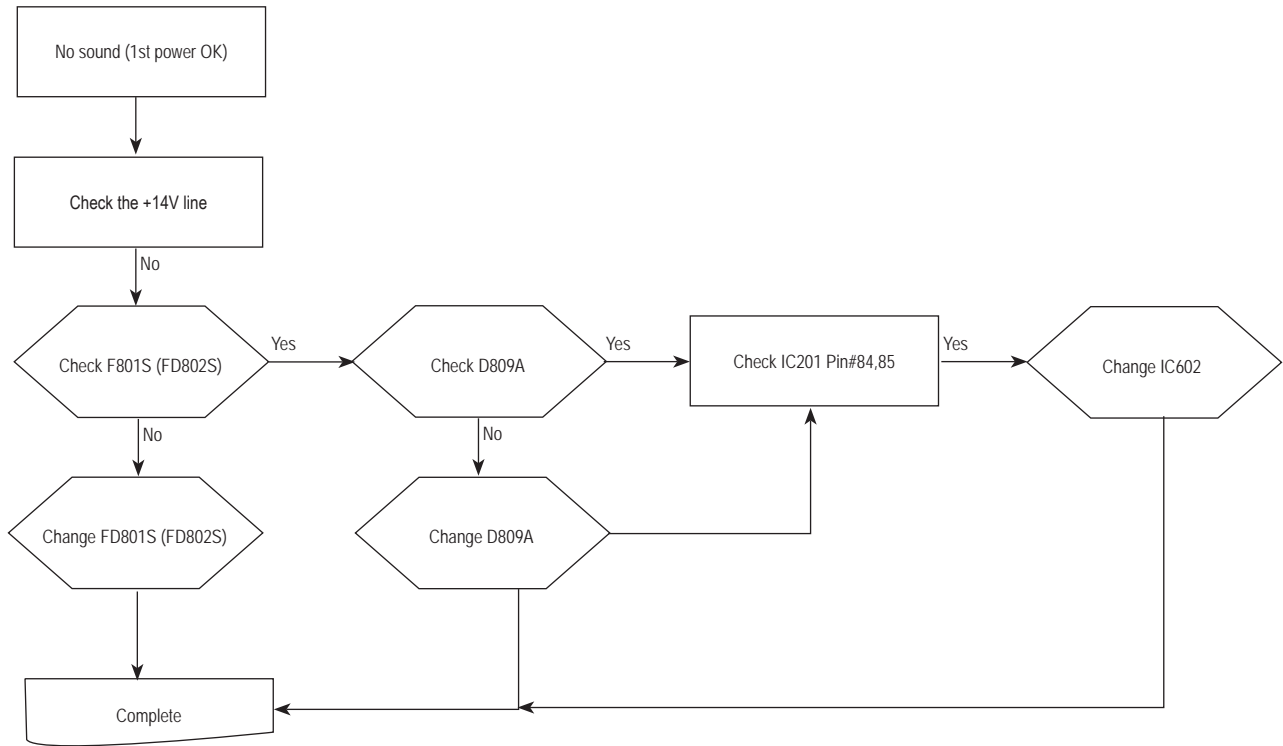 No sound (1st power OK)
Check the +14V line
No
Check F801S (FD802S)
Yes
Check D809A
Yes
Check IC201 Pin#84,85
Yes
Change IC602
No
No
Change FD801S (FD802S)
Change D809A
Complete